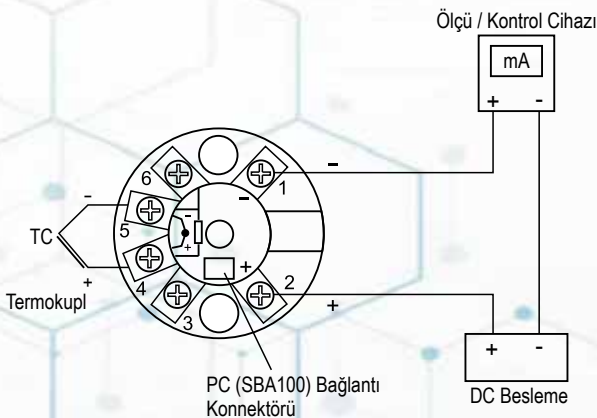 Ölçü / Kontrol Cihazı
mA
+ -
-
6
1
-
-
5
-
TC
+
4
+
2
Termokupl
+
3
+
+ -
PC (SBA100) Bağlantı
Konnektörü
DC Besleme